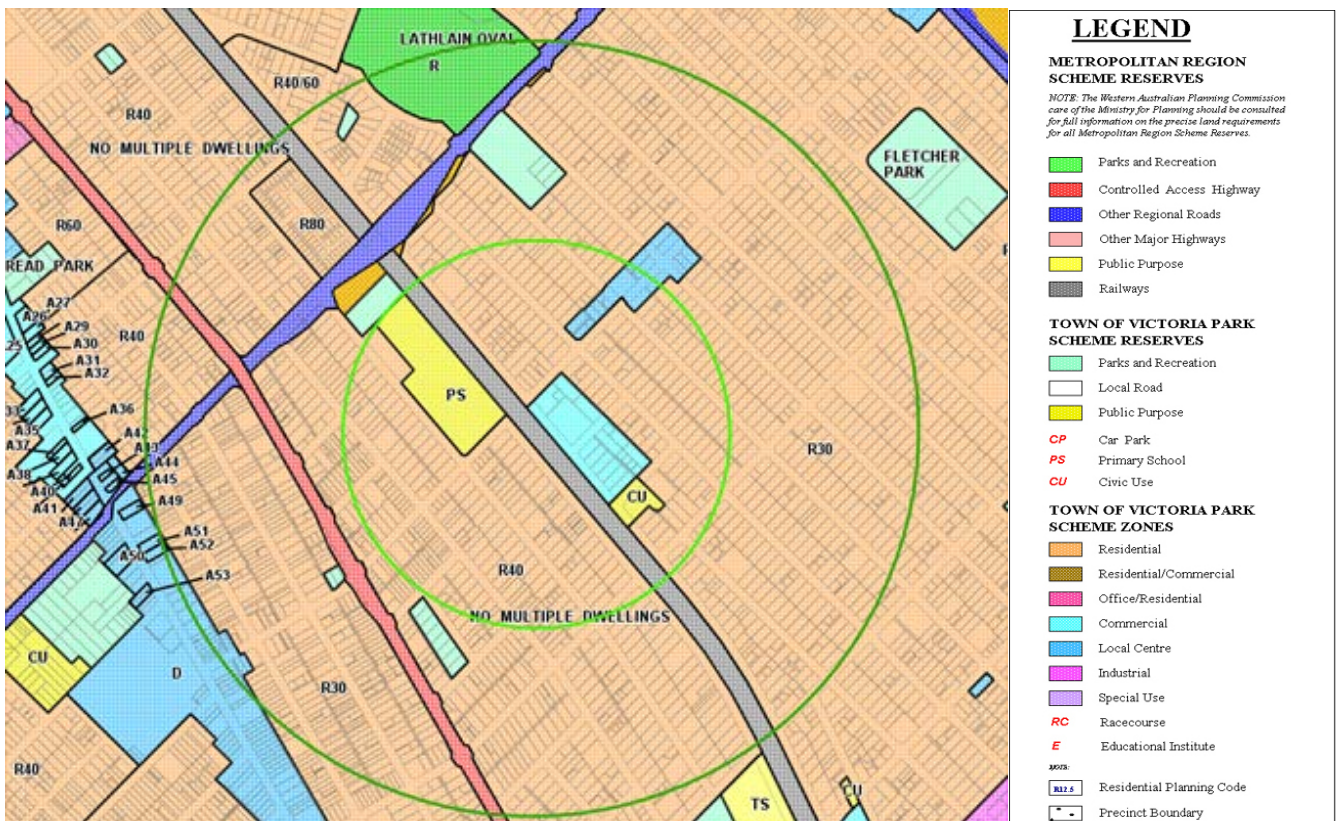 LATHLAIN OVAL
R
R40/60
R40
NO MULTIPLE DWELLINGS
FLETCHER
PARK
R60
R80
READ PARK
A27
A26
A29
A30
R40
A31
A32
A36
PS
A35
A42
A37
A44
R30
A38
A45
A40
A49
CU
A41
A47
A51
A52
A50
R40
A53
NO MULTIPLE DWELLINGS
CU
D
R30
R40
TS
CU
LEGEND
METROPOLITAN REGION
SCHEME RESERVES
NOTE: The Western Australian Planning Commission
care of the Ministry for Planning should be consulted
for full information on the precise land requirements
for all Metropolitan Region Scheme Reserves.
Parks and Recreation
Controlled Access Highway
Other Regional Roads
Other Major Highways
Public Purpose
Railways
TOWN OF VICTORIA PARK
SCHEME RESERVES
Parks and Recreation
Local Road
Public Purpose
CP Car Park
PS Primary School
CU Civic Use
TOWN OF VICTORIA PARK
SCHEME ZONES
Residential
Residential/Commercial
Office/Residential
Commercial
Local Centre
Industrial
Special Use
RC Racecourse
E Educational Institute
NOTE:
R12.5 Residential Planning Code
Precinct Boundary